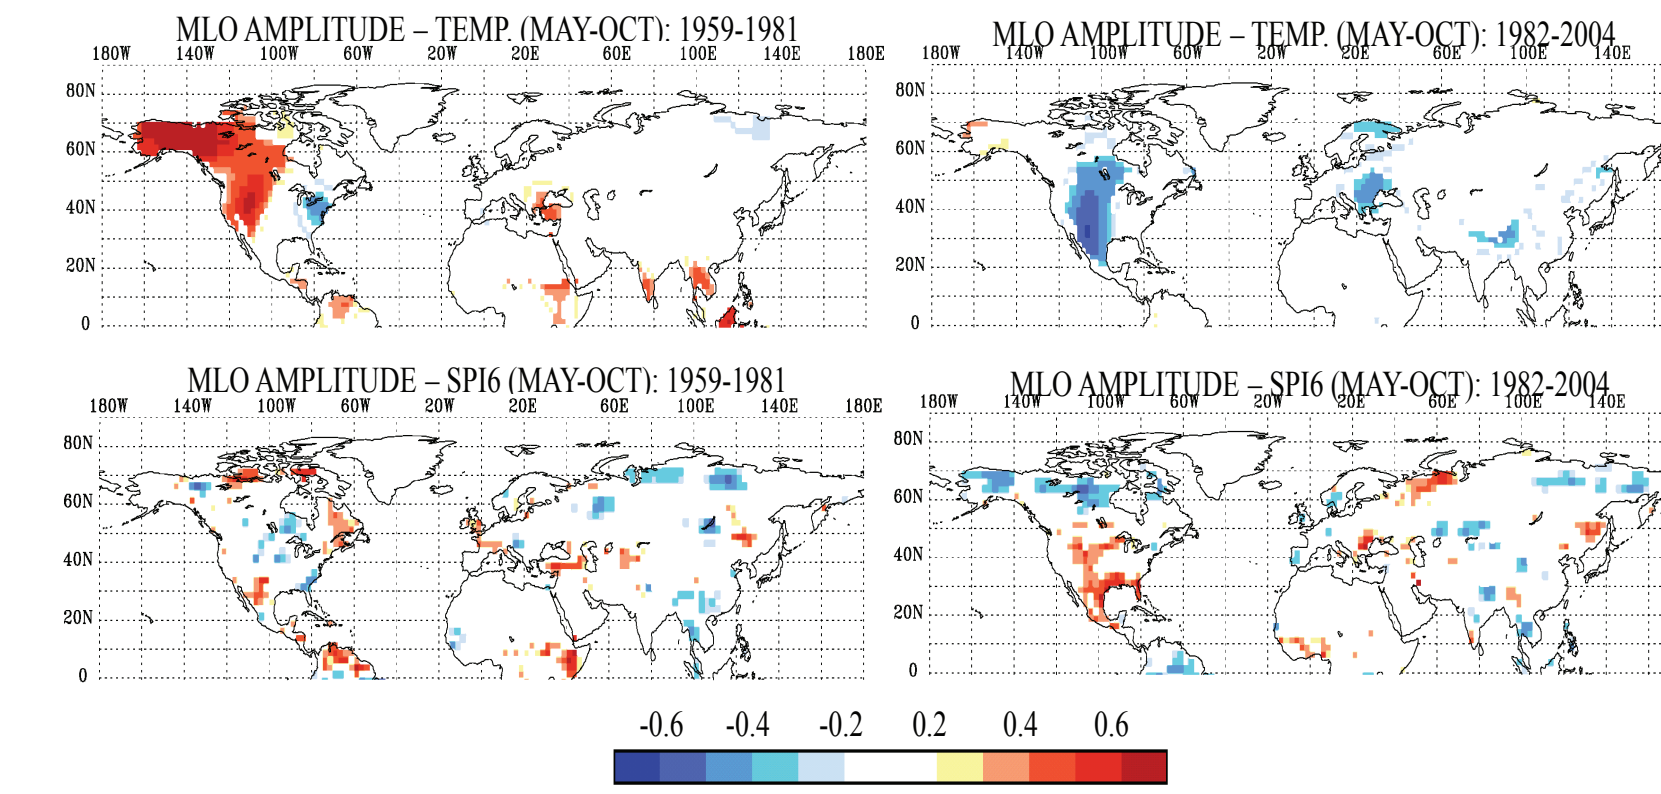 MLO AMPLITUDE – TEMP. (MAY-OCT): 1959-1981
180W 140W 100W 60W 20W 20E 60E 100E 140E 180E
80N
60N
40N
20N
0
MLO AMPLITUDE – TEMP. (MAY-OCT): 1982-2004
180W 140W 100W 60W 20W 20E 60E 100E 140E
80N
60N
40N
20N
0
MLO AMPLITUDE – SPI6 (MAY-OCT): 1959-1981
180W 140W 100W 60W 20W 20E 60E 100E 140E 180E
80N
60N
40N
20N
0
MLO AMPLITUDE – SPI6 (MAY-OCT): 1982-2004
180W 140W 100W 60W 20W 20E 60E 100E 140E
80N
60N
40N
20N
0
-0.6 -0.4 -0.2 0.2 0.4 0.6